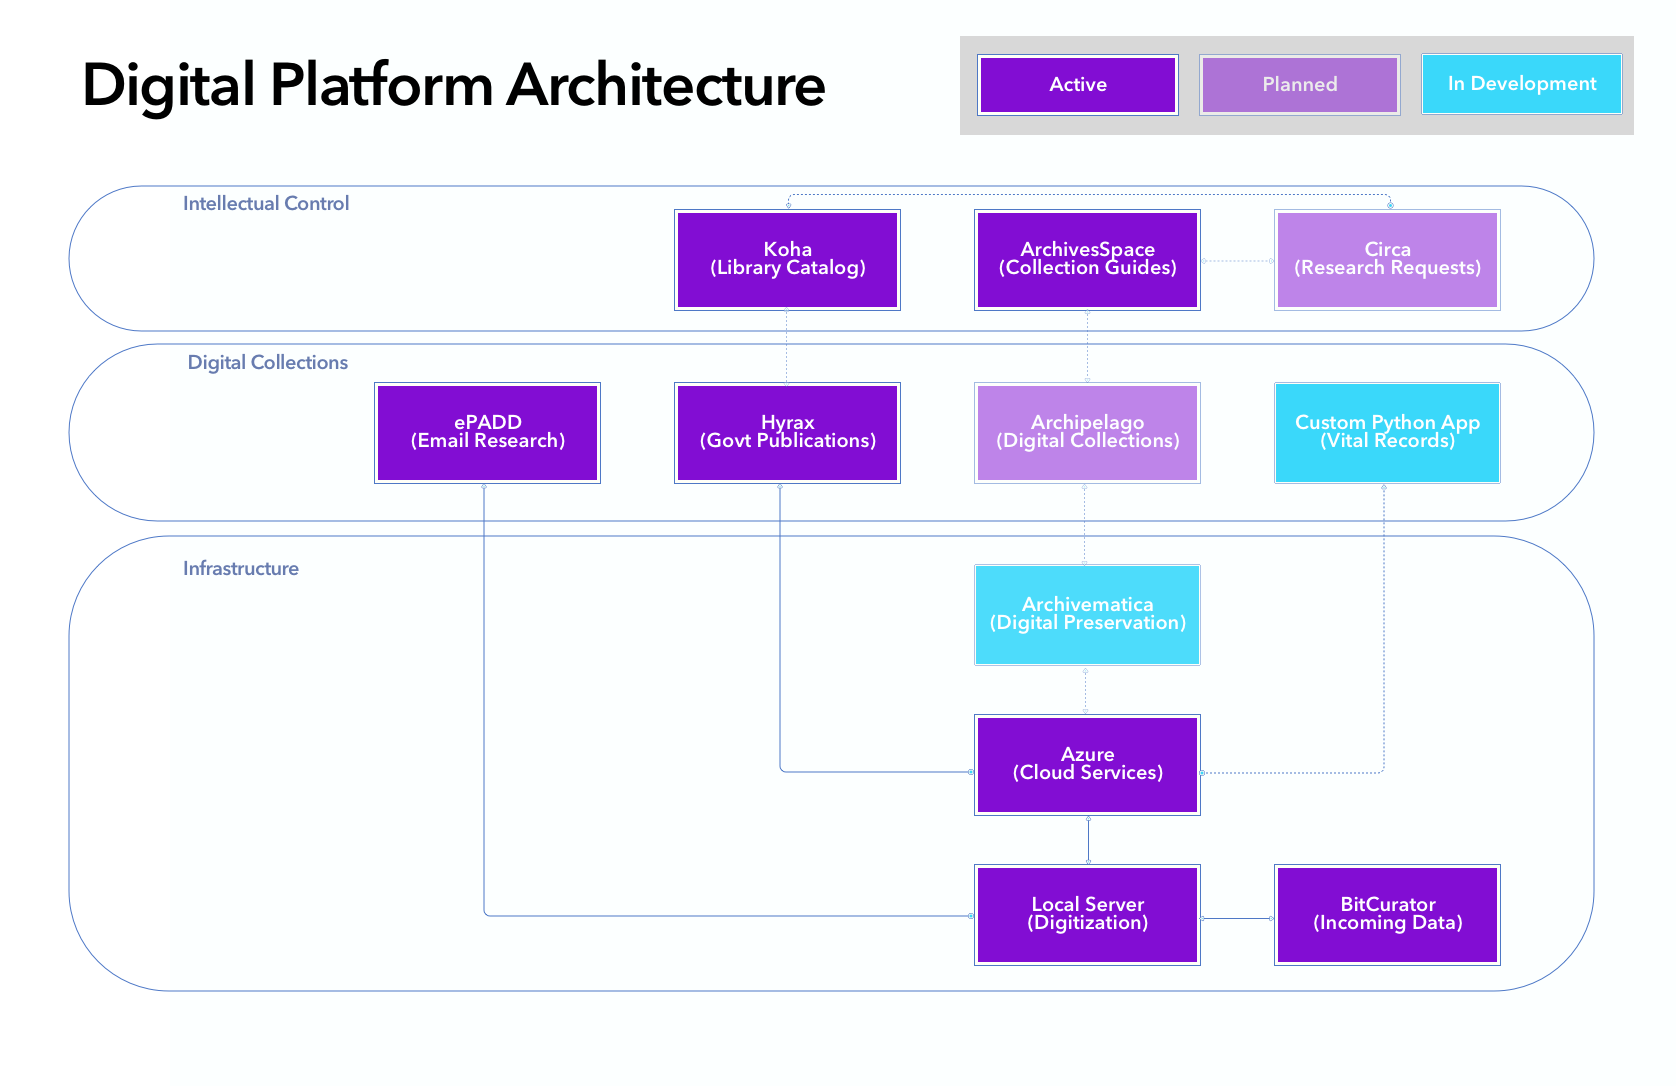 Digital Platform Architecture
Active
Planned
In Development
Intellectual Control
Koha
(Library Catalog)
ArchivesSpace
(Collection Guides)
Circa
(Research Requests)
Digital Collections
ePADD
(Email Research)
Hyrax
(Govt Publications)
Archipelago
(Digital Collections)
Custom Python App
(Vital Records)
Infrastructure
Archivematica
(Digital Preservation)
Azure
(Cloud Services)
Local Server
(Digitization)
BitCurator
(Incoming Data)